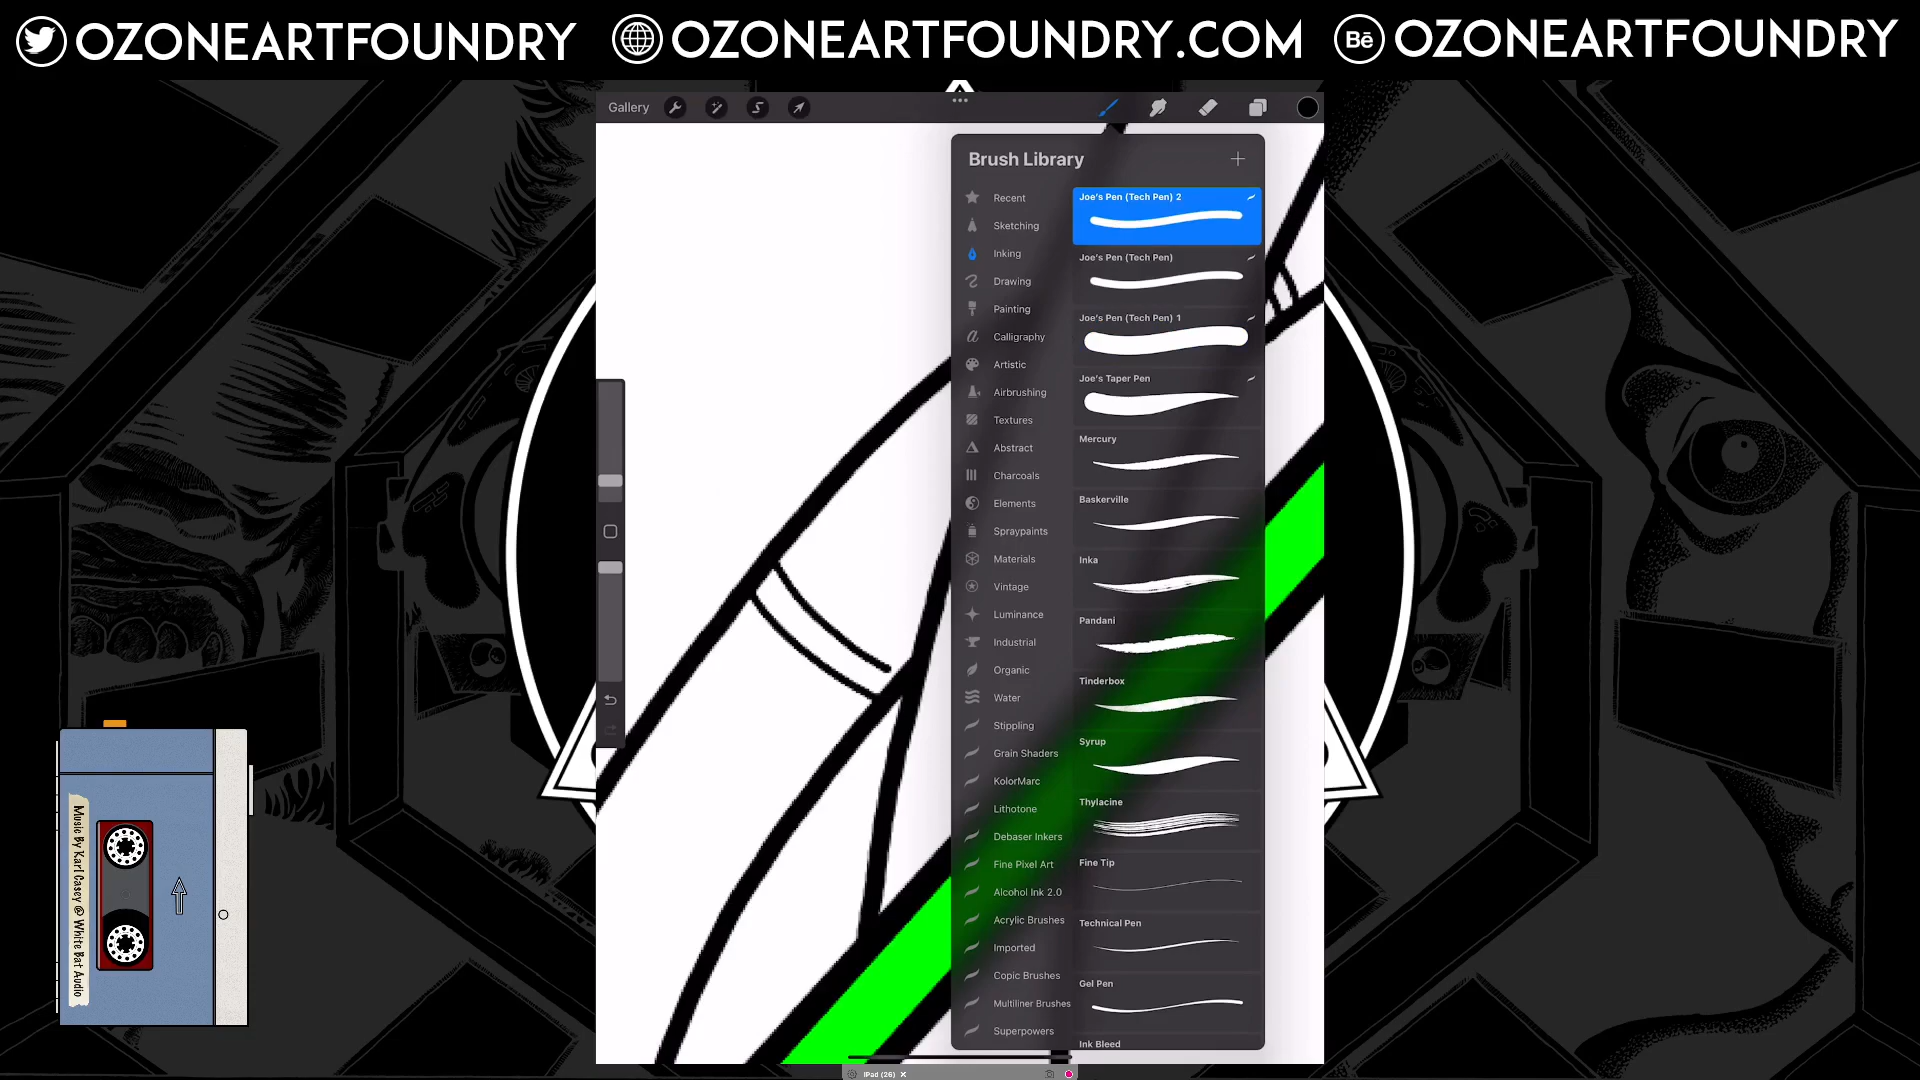 OZONEARTFOUNDRY
OZONEARTFOUNDRY.COM
Bē OZONEARTFOUNDRY
Gallery
Brush Library
Recent
Sketching
Inking
Drawing
Painting
Calligraphy
Artistic
Airbrushing
Textures
Abstract
Charcoals
Elements
Spraypaints
Materials
Vintage
Luminance
Industrial
Organic
Water
Stippling
Grain Shaders
KolorMarc
Lithotone
Debaser Inkers
Fine Pixel Art
Alcohol Ink 2.0
Acrylic Brushes
Imported
Copic Brushes
Multiliner Brushes
Superpowers
Joe's Pen (Tech Pen) 2
Joe's Pen (Tech Pen)
Joe's Pen (Tech Pen) 1
Joe's Taper Pen
Mercury
Baskerville
Inka
Pandani
Tinderbox
Syrup
Thylacine
Fine Tip
Technical Pen
Gel Pen
Ink Bleed
Music By Karl Casey @ White Bat Audio
iPad (26)